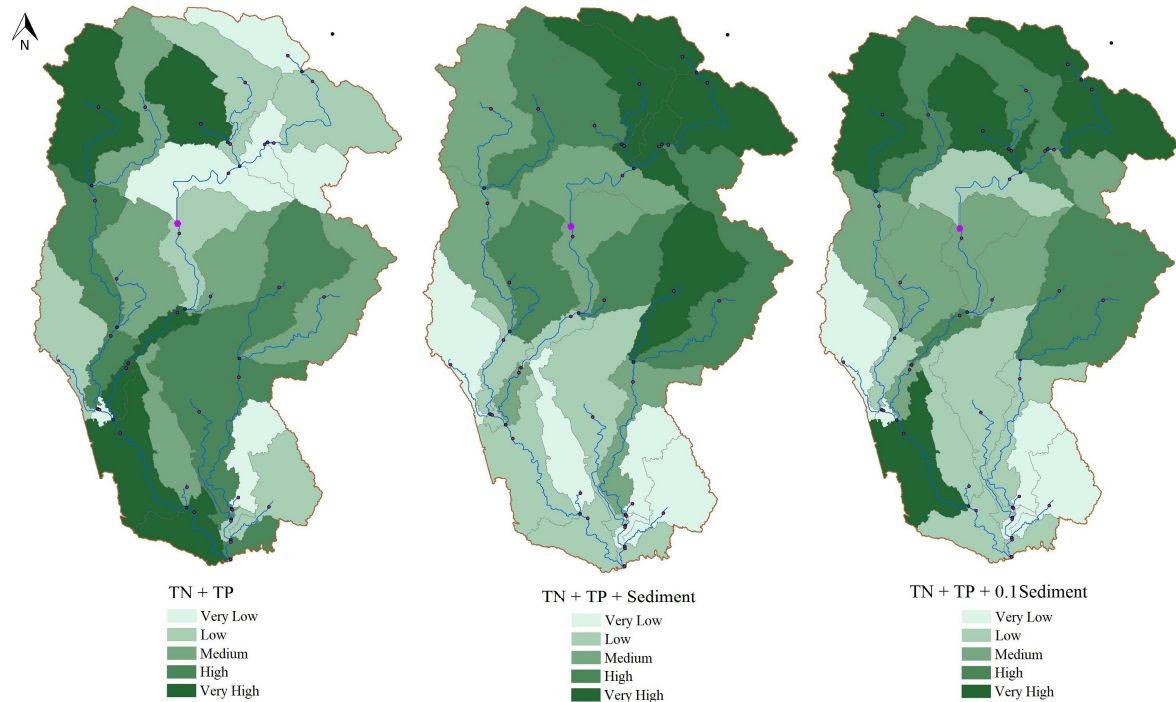 N
TN + TP
Very Low
Low
Medium
High
Very High
TN + TP + Sediment
Very Low
Low
Medium
High
Very High
TN + TP + 0.1Sediment
Very Low
Low
Medium
High
Very High